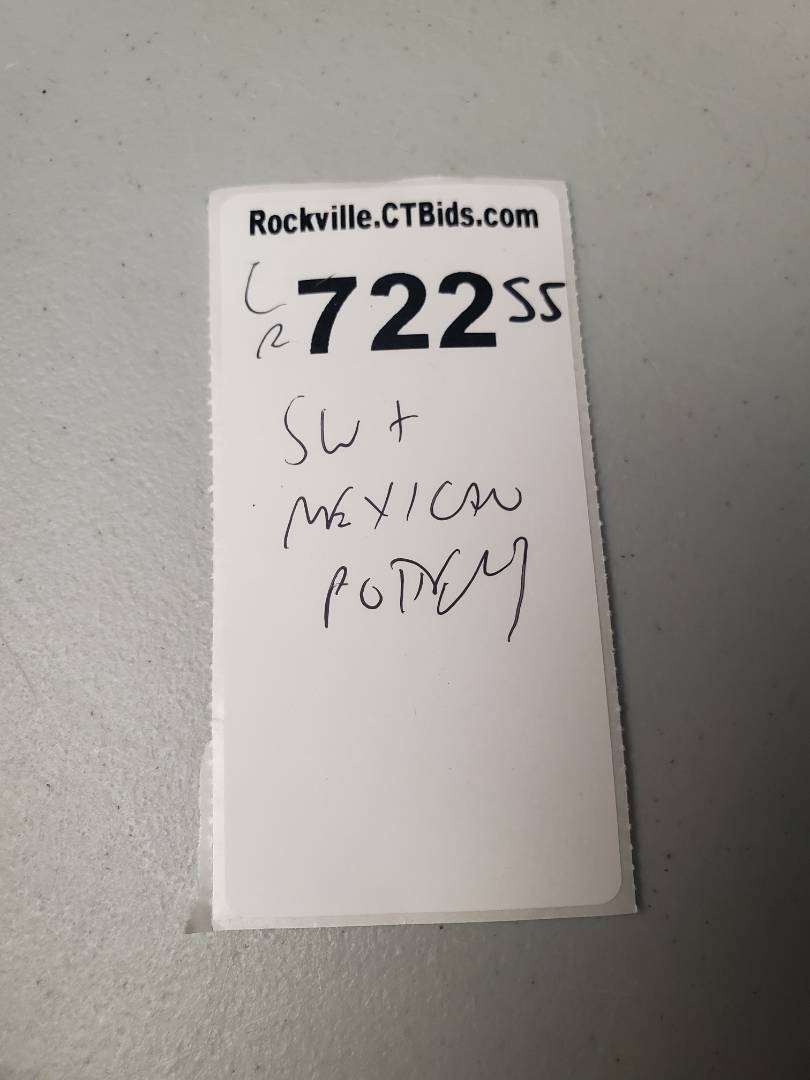 Rockville.CTBids.com
L 722 SS
R
SW +
MEXICAN
POTTERY